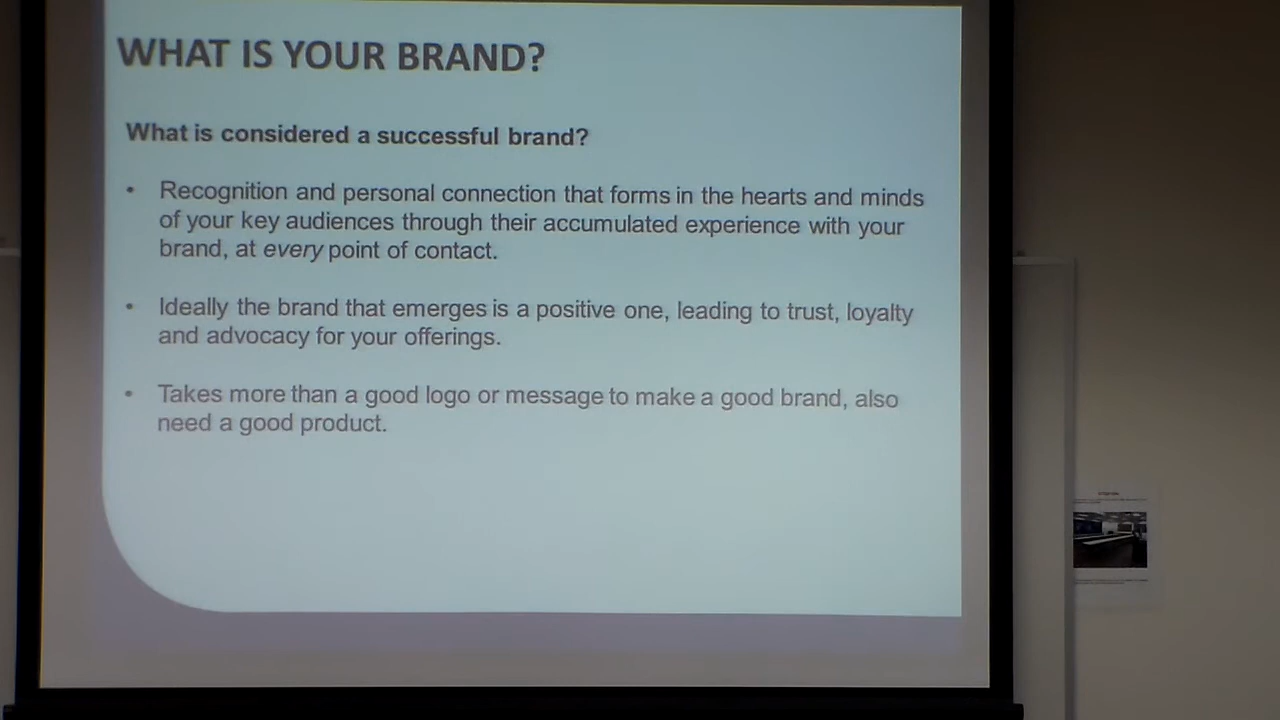 WHAT IS YOUR BRAND?
What is considered a successful brand?
• Recognition and personal connection that forms in the hearts and minds
of your key audiences through their accumulated experience with your
brand, at every point of contact.
• Ideally the brand that emerges is a positive one, leading to trust, loyalty
and advocacy for your offerings.
• Takes more than a good logo or message to make a good brand, also
need a good product.